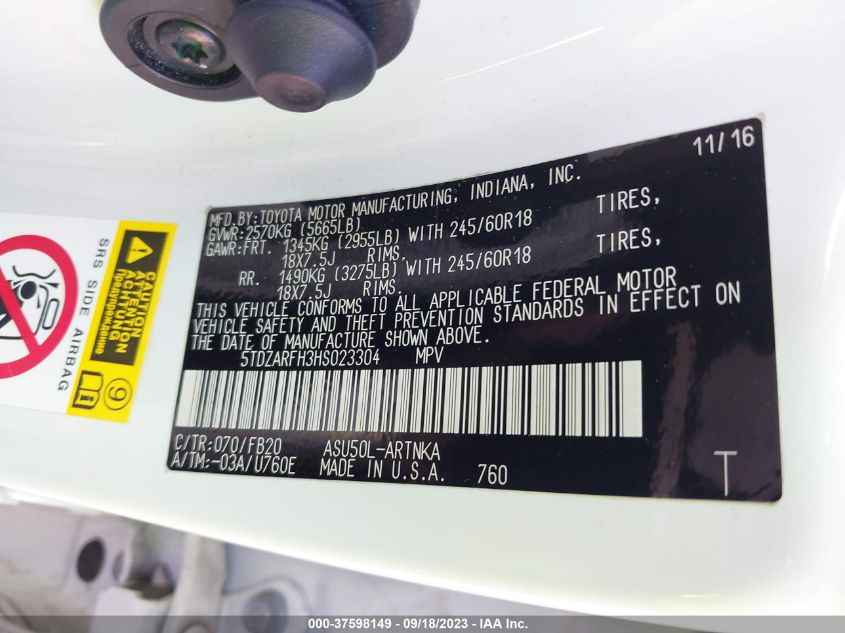 11/16
MFD.BY:TOYOTA MOTOR MANUFACTURING, INDIANA, INC.
GVWR:2570KG (5665LB)
GAWR:FRT. 1345KG (2955LB) WITH 245/60R18 TIRES,
18X7.5J RIMS.
RR. 1490KG (3275LB) WITH 245/60R18 TIRES,
18X7.5J RIMS.
THIS VEHICLE CONFORMS TO ALL APPLICABLE FEDERAL MOTOR
VEHICLE SAFETY AND THEFT PREVENTION STANDARDS IN EFFECT ON
THE DATE OF MANUFACTURE SHOWN ABOVE.
5TDZARFH3HS023304 MPV
C/TR:070/FB20 ASU50L-ARTNKA
A/TM:-03A/U760E MADE IN U.S.A. 760
T
CAUTION
ATTENTION
ACHTUNG
Предупреждение
9
SRS SIDE AIRBAG
000-37598149 - 09/18/2023 - IAA Inc.